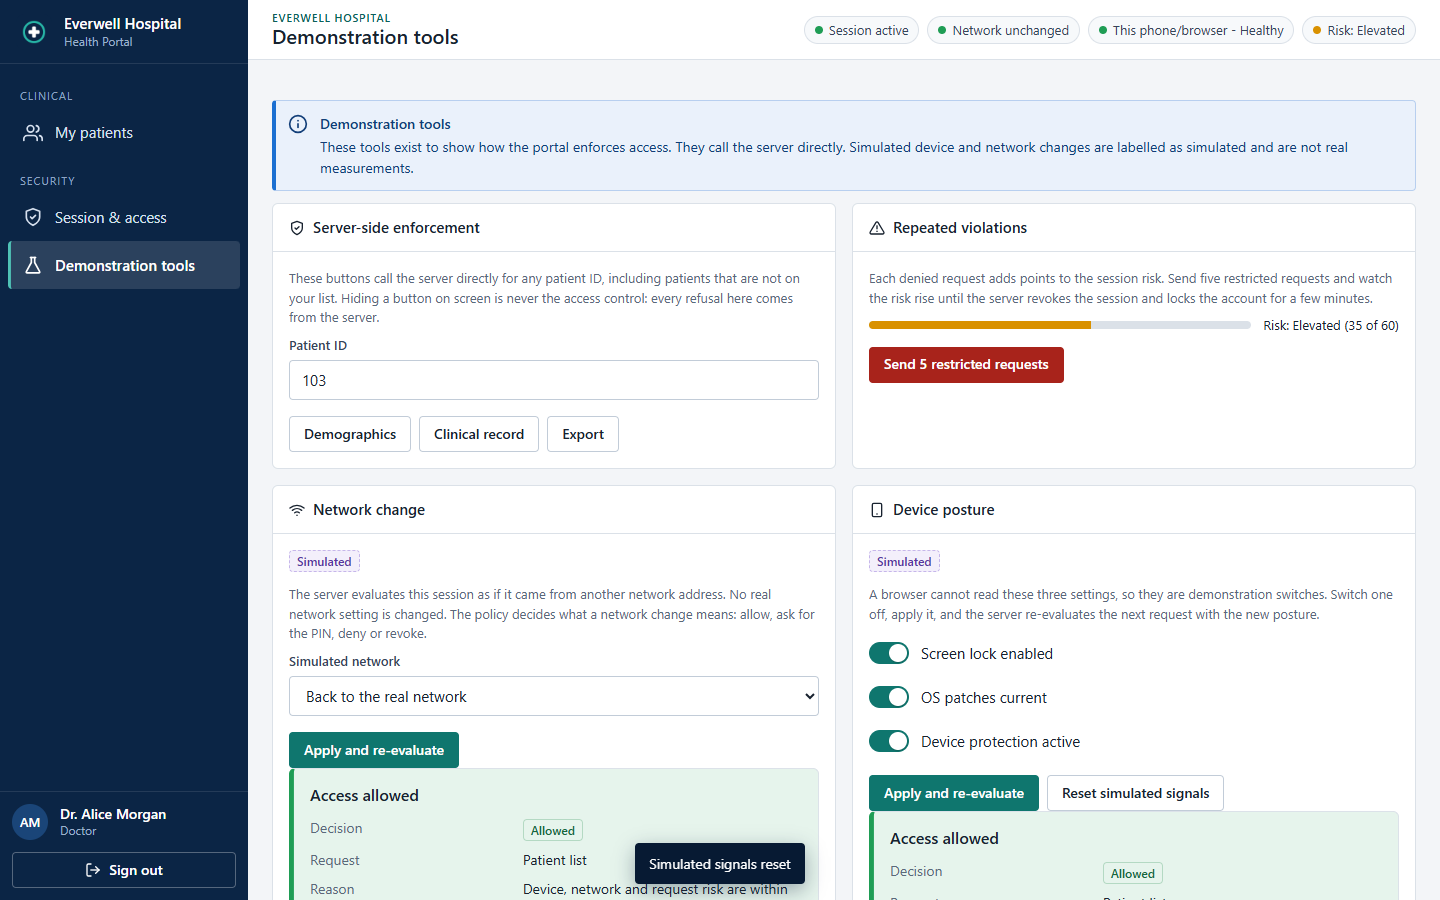 Everwell Hospital
Health Portal
CLINICAL
My patients
SECURITY
Session & access
Demonstration tools
AM
Dr. Alice Morgan
Doctor
Sign out
EVERWELL HOSPITAL
Demonstration tools
Session active
Network unchanged
This phone/browser - Healthy
Risk: Elevated
Demonstration tools
These tools exist to show how the portal enforces access. They call the server directly. Simulated device and network changes are labelled as simulated and are not real
measurements.
Server-side enforcement
These buttons call the server directly for any patient ID, including patients that are not on
your list. Hiding a button on screen is never the access control: every refusal here comes
from the server.
Patient ID
103
Demographics
Clinical record
Export
Repeated violations
Each denied request adds points to the session risk. Send five restricted requests and watch
the risk rise until the server revokes the session and locks the account for a few minutes.
Risk: Elevated (35 of 60)
Send 5 restricted requests
Network change
Simulated
The server evaluates this session as if it came from another network address. No real
network setting is changed. The policy decides what a network change means: allow, ask for
the PIN, deny or revoke.
Simulated network
Back to the real network
Apply and re-evaluate
Access allowed
Decision
Allowed
Request
Patient list
Reason
Device, network and request risk are within
Simulated signals reset
Device posture
Simulated
A browser cannot read these three settings, so they are demonstration switches. Switch one
off, apply it, and the server re-evaluates the next request with the new posture.
Screen lock enabled
OS patches current
Device protection active
Apply and re-evaluate
Reset simulated signals
Access allowed
Decision
Allowed